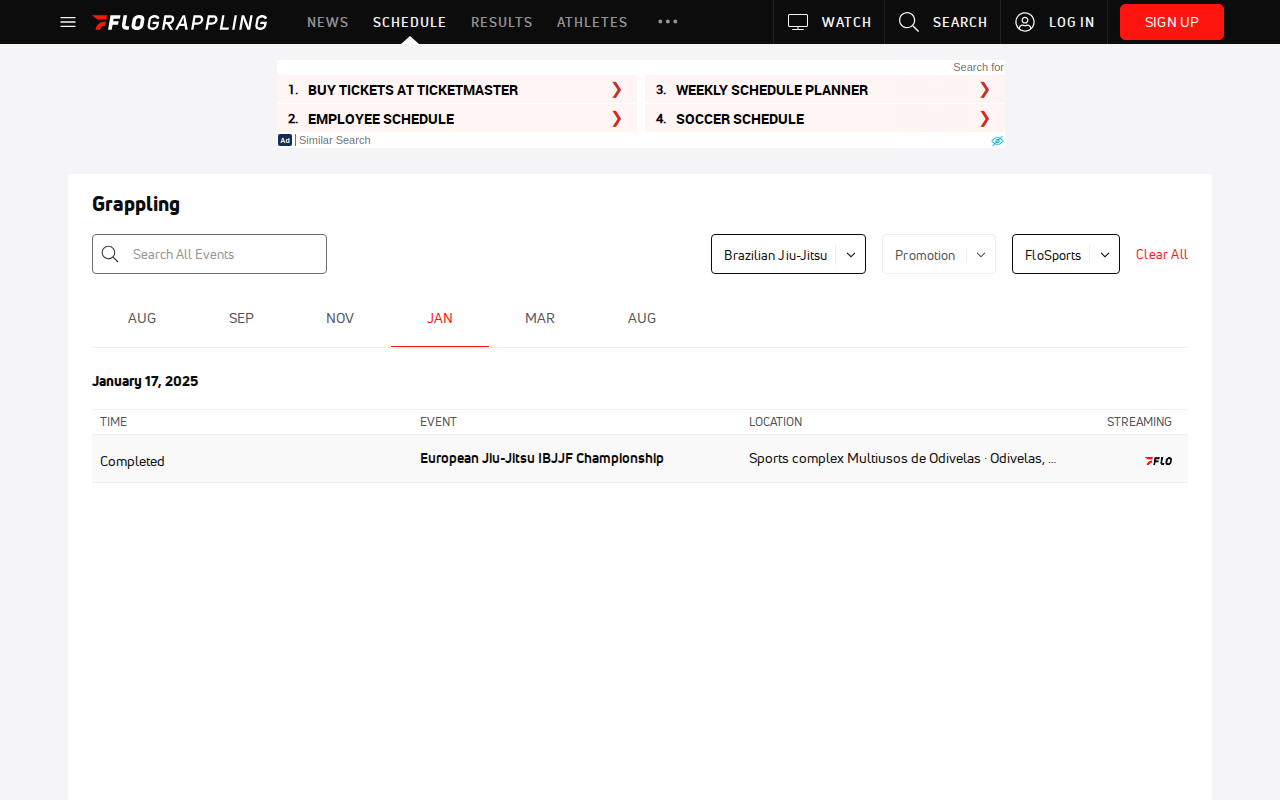 FLOGRAPPLING NEWS SCHEDULE RESULTS ATHLETES WATCH SEARCH LOG IN SIGN UP
Search for
1. BUY TICKETS AT TICKETMASTER
2. EMPLOYEE SCHEDULE
3. WEEKLY SCHEDULE PLANNER
4. SOCCER SCHEDULE
Ad Similar Search
Grappling
Search All Events Brazilian Jiu-Jitsu Promotion FloSports Clear All
AUG SEP NOV JAN MAR AUG
January 17, 2025
TIME EVENT LOCATION STREAMING
Completed European Jiu-Jitsu IBJJF Championship Sports complex Multiusos de Odivelas · Odivelas, ... FLO